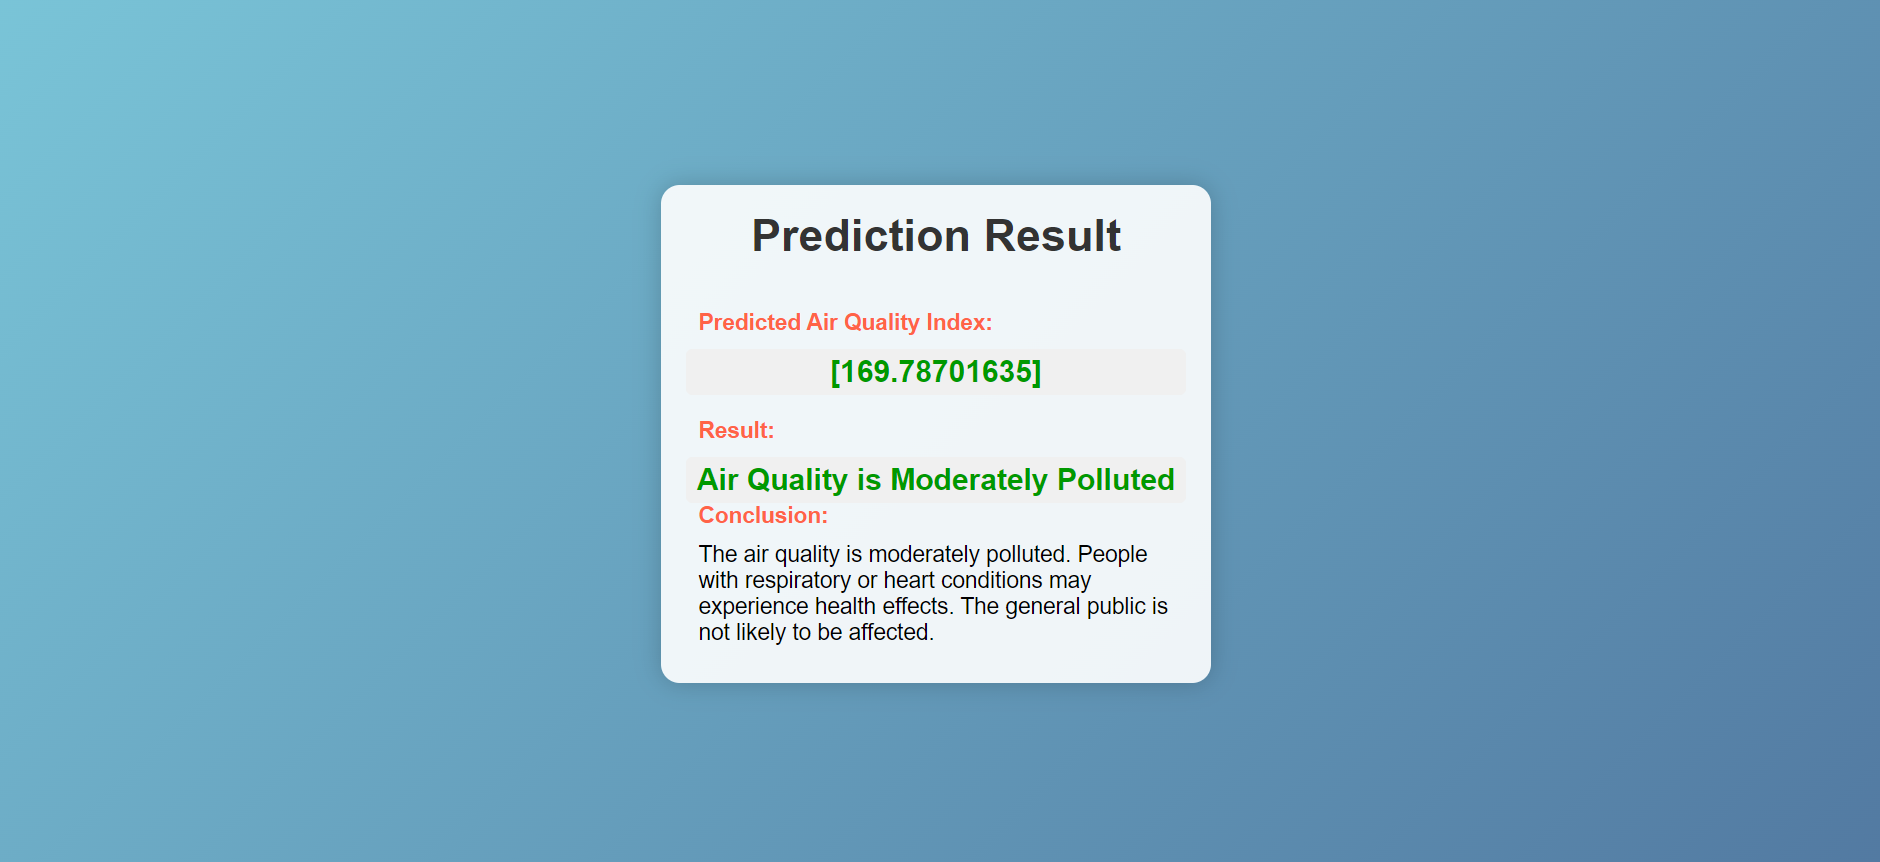 Prediction Result
Predicted Air Quality Index:
[169.78701635]
Result:
Air Quality is Moderately Polluted
Conclusion:
The air quality is moderately polluted. People
with respiratory or heart conditions may
experience health effects. The general public is
not likely to be affected.